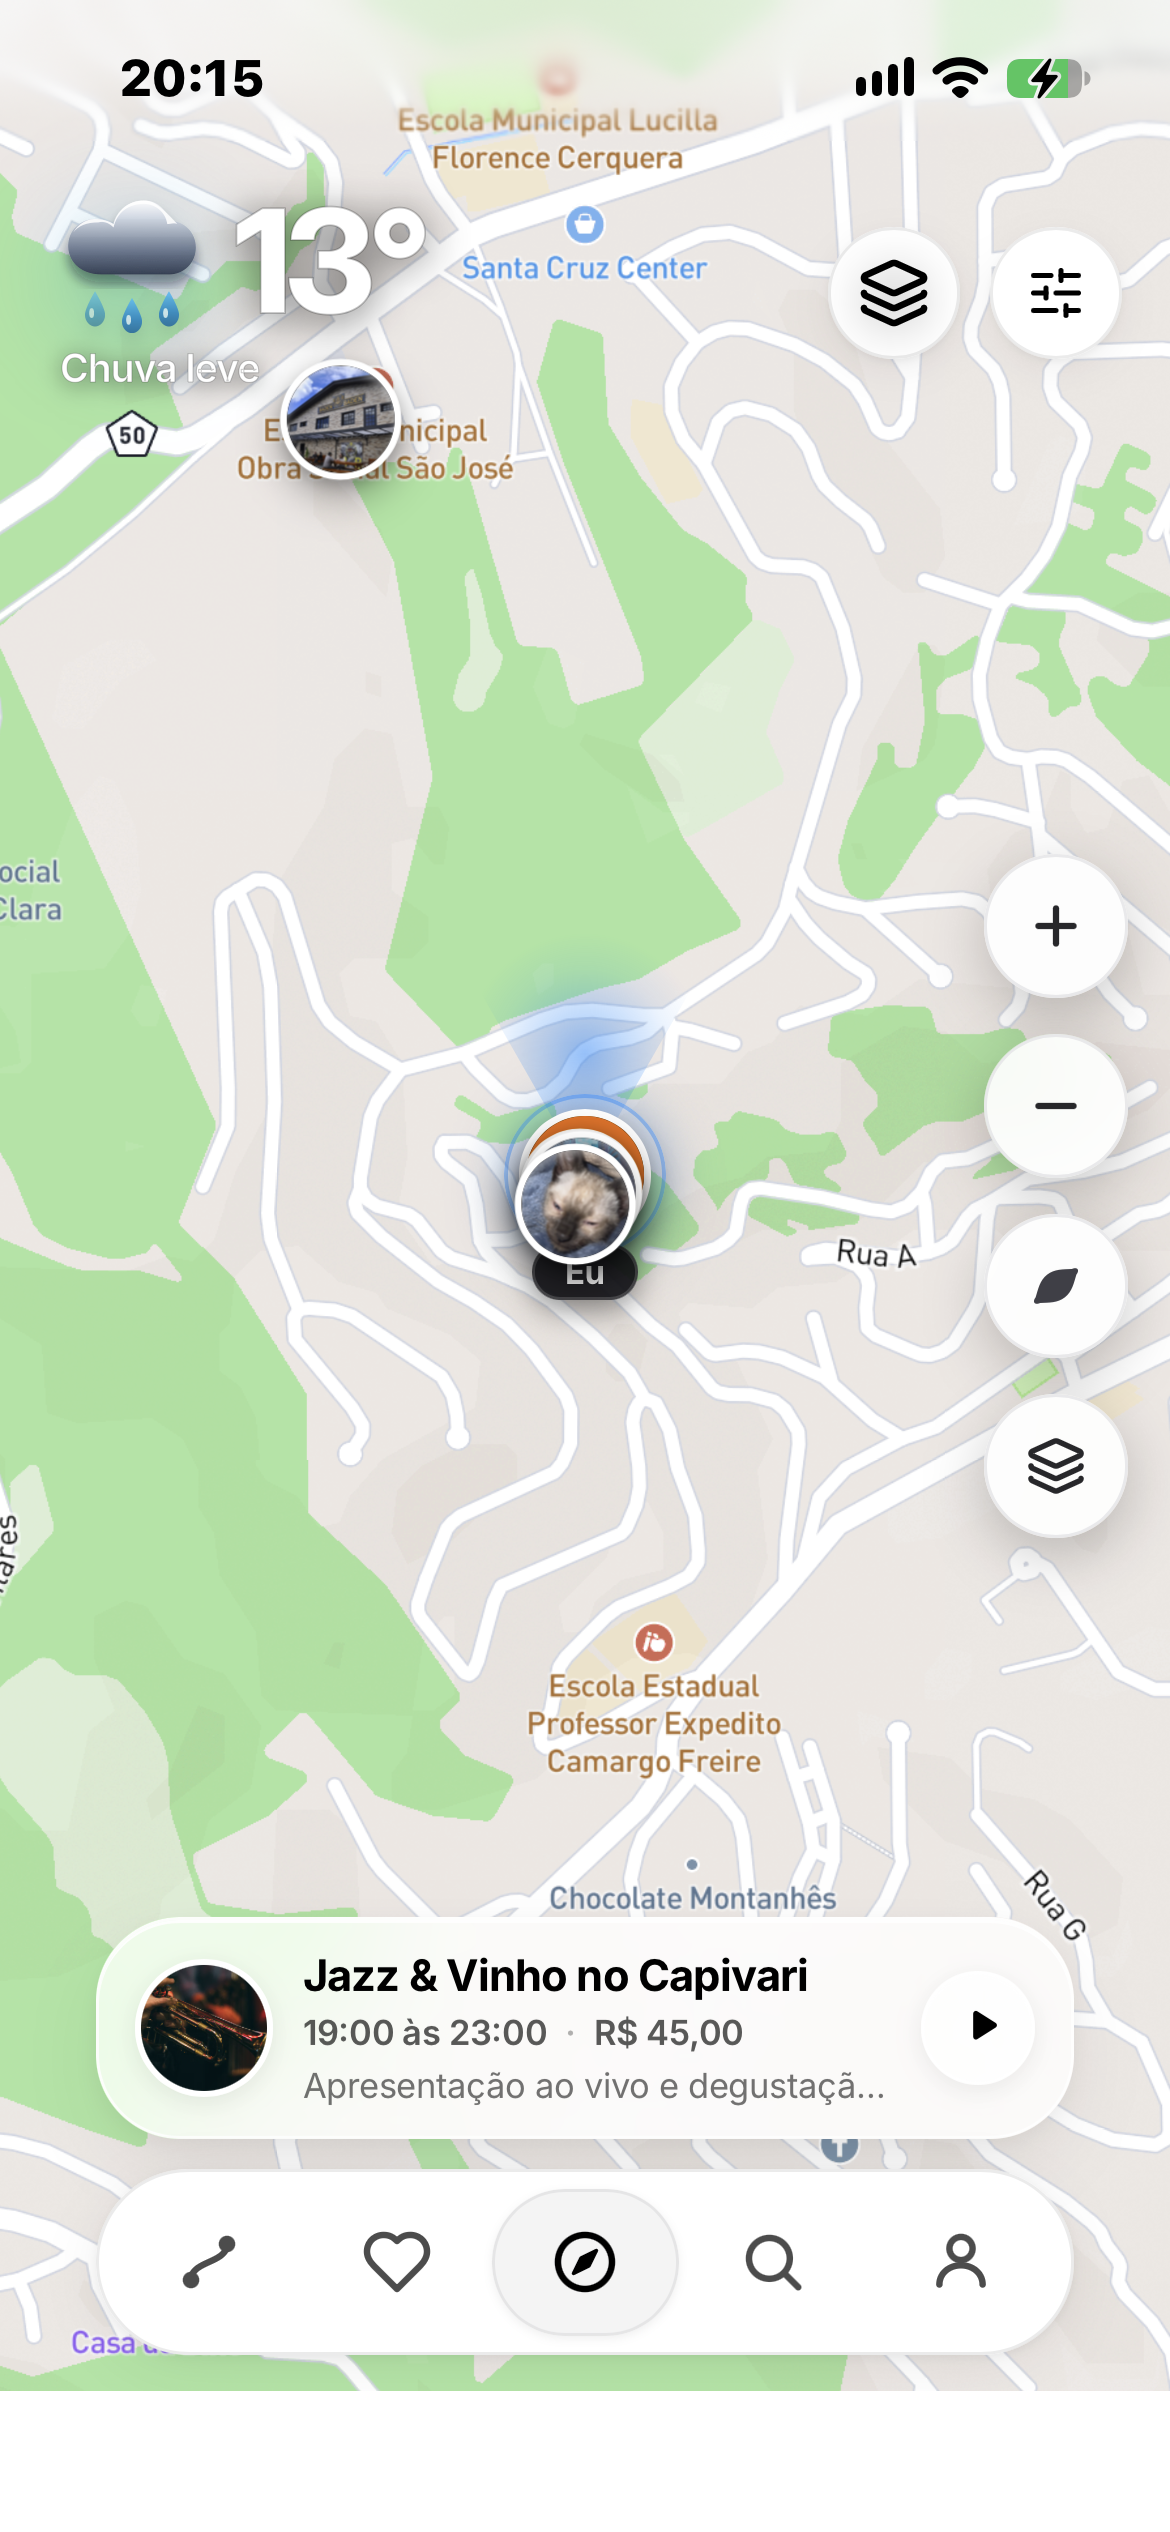 20:15
Escola Municipal Lucilla
Florence Cerquera
13°
Santa Cruz Center
Chuva leve
50
nicipal
Obra São José
ocial
Clara
Eu
Rua A
Escola Estadual
Professor Expedito
Camargo Freire
Chocolate Montanhês
Rua G
Jazz & Vinho no Capivari
19:00 às 23:00 · R$ 45,00
Apresentação ao vivo e degustaçã...
Casa